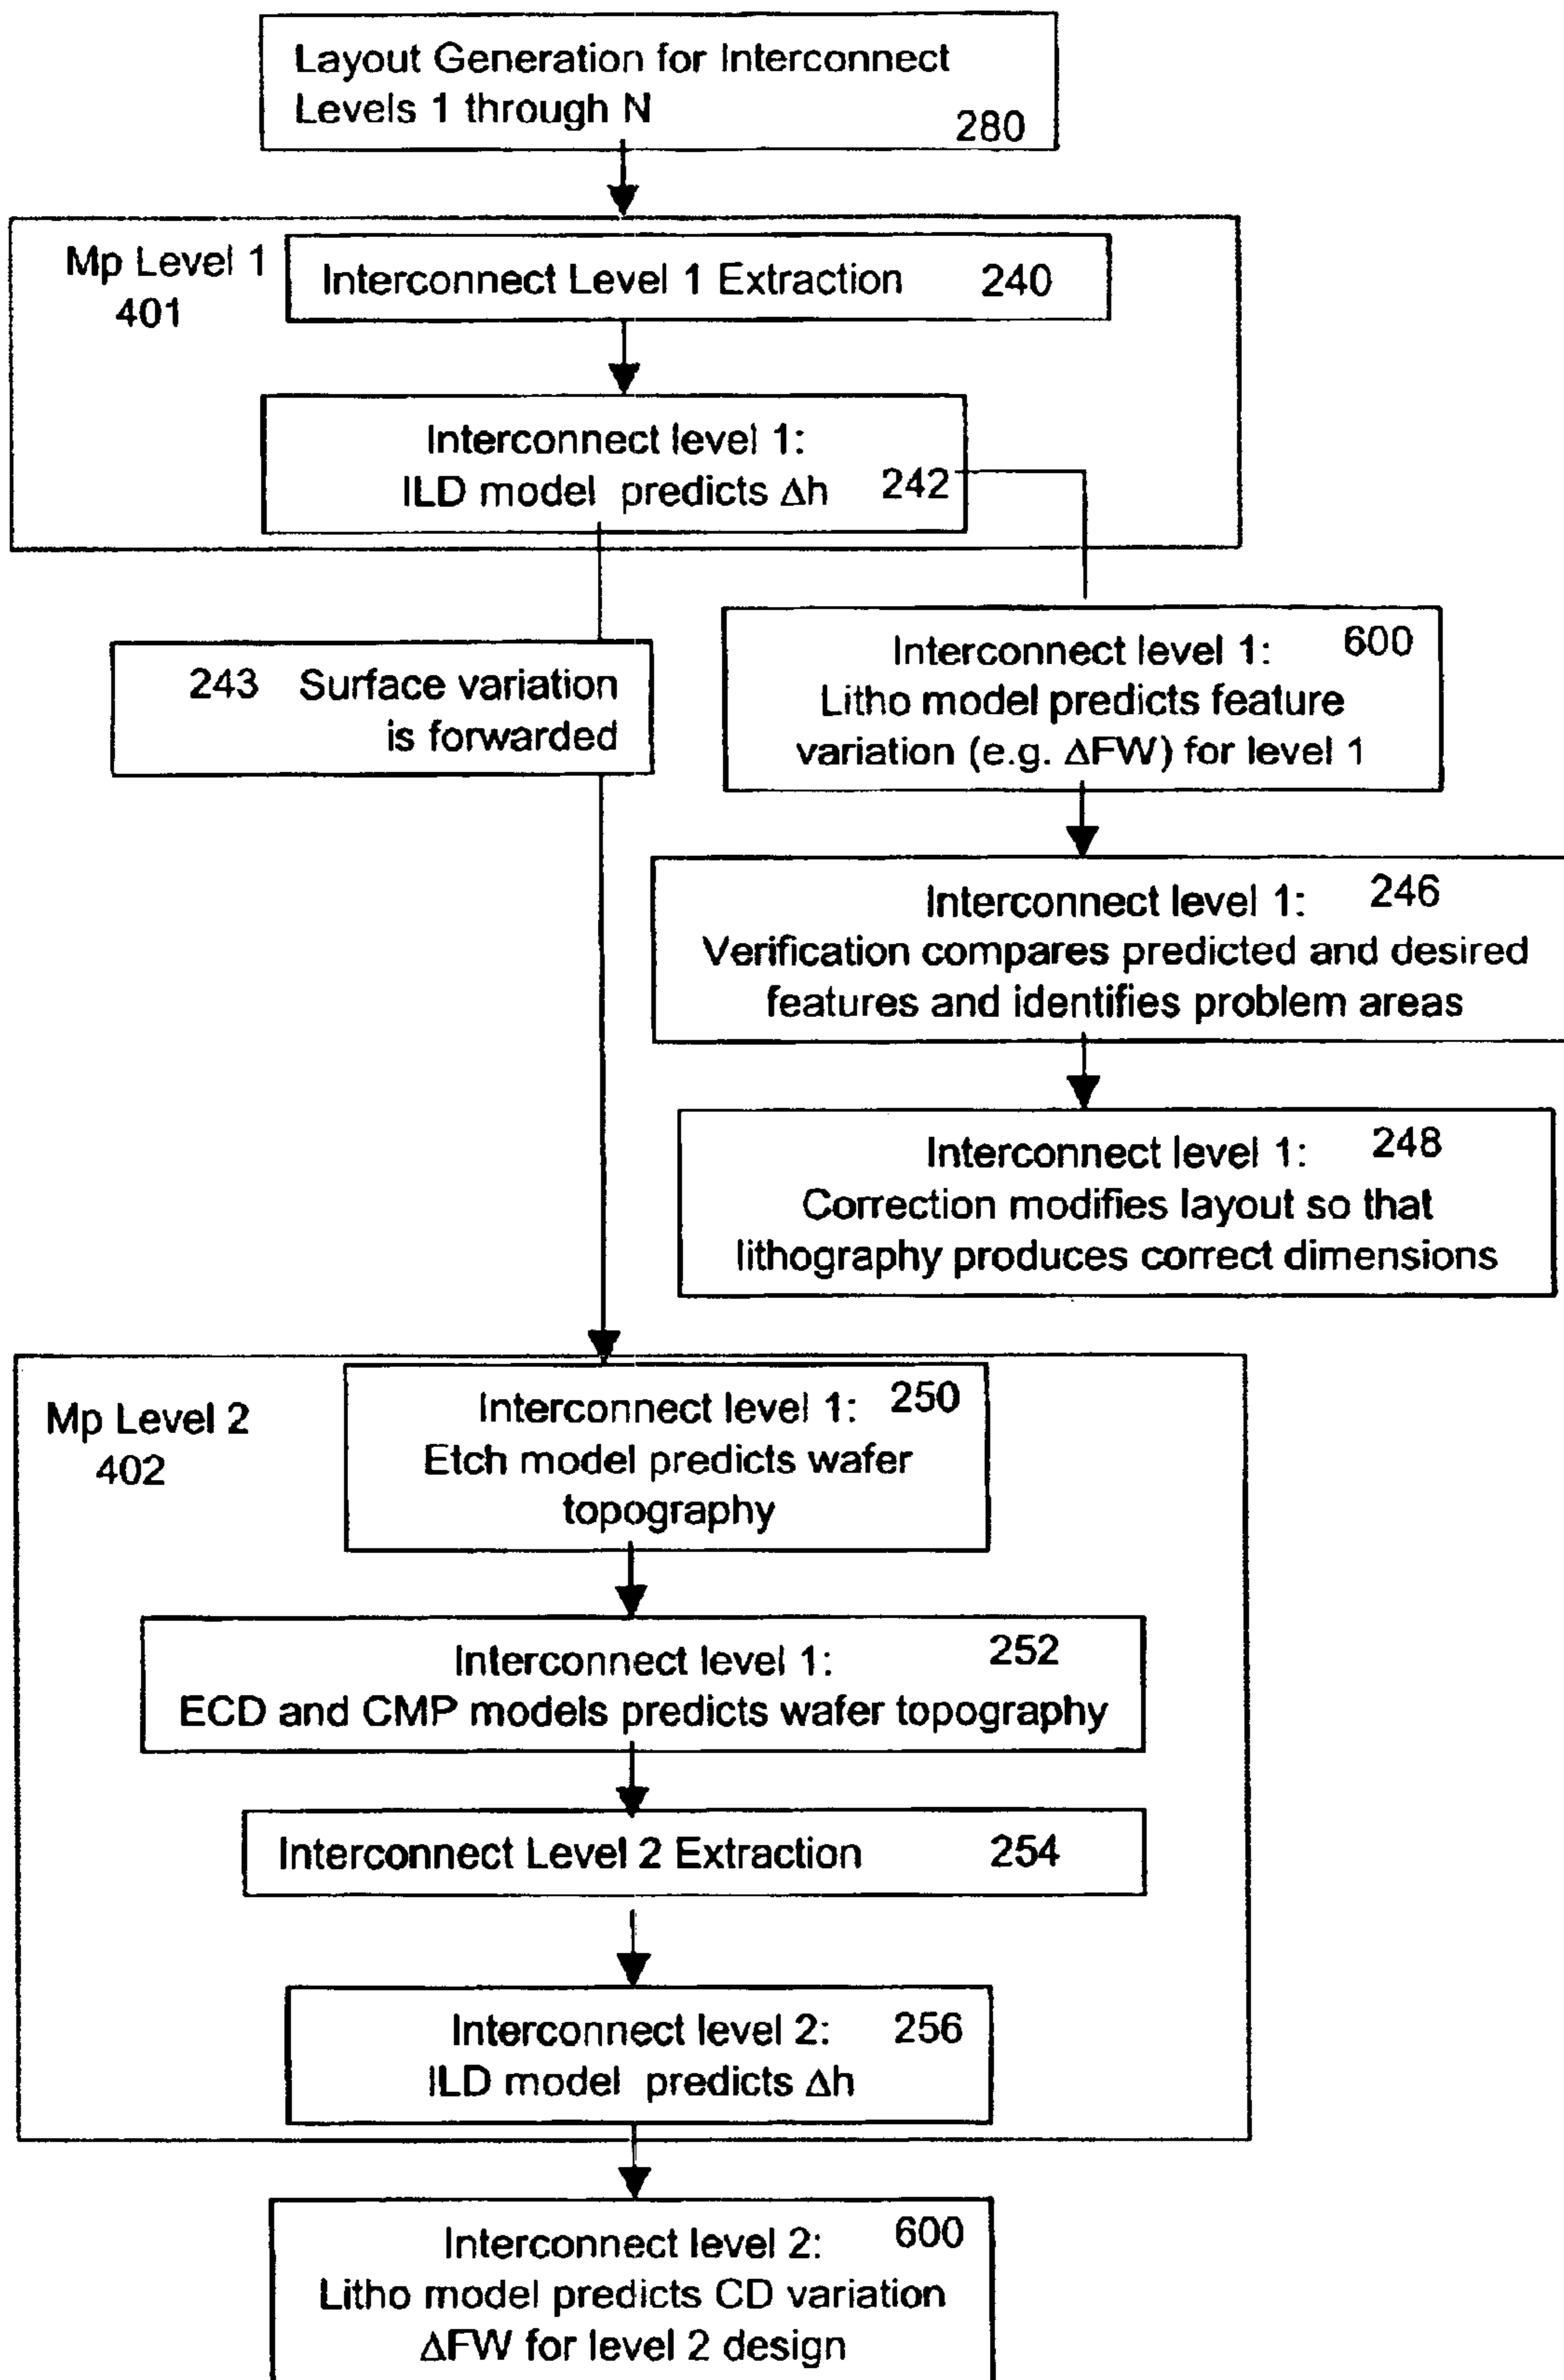 Layout Generation for Interconnect
Levels 1 through N
280
Mp Level 1
401
Interconnect Level 1 Extraction 240
Interconnect level 1:
ILD model predicts Δh 242
243 Surface variation
is forwarded
Interconnect level 1: 600
Litho model predicts feature
variation (e.g. ΔFW) for level 1
Interconnect level 1: 246
Verification compares predicted and desired
features and identifies problem areas
Interconnect level 1: 248
Correction modifies layout so that
lithography produces correct dimensions
Mp Level 2
402
Interconnect level 1: 250
Etch model predicts wafer
topography
Interconnect level 1: 252
ECD and CMP models predicts wafer topography
Interconnect Level 2 Extraction 254
Interconnect level 2: 256
ILD model predicts Δh
Interconnect level 2: 600
Litho model predicts CD variation
ΔFW for level 2 design